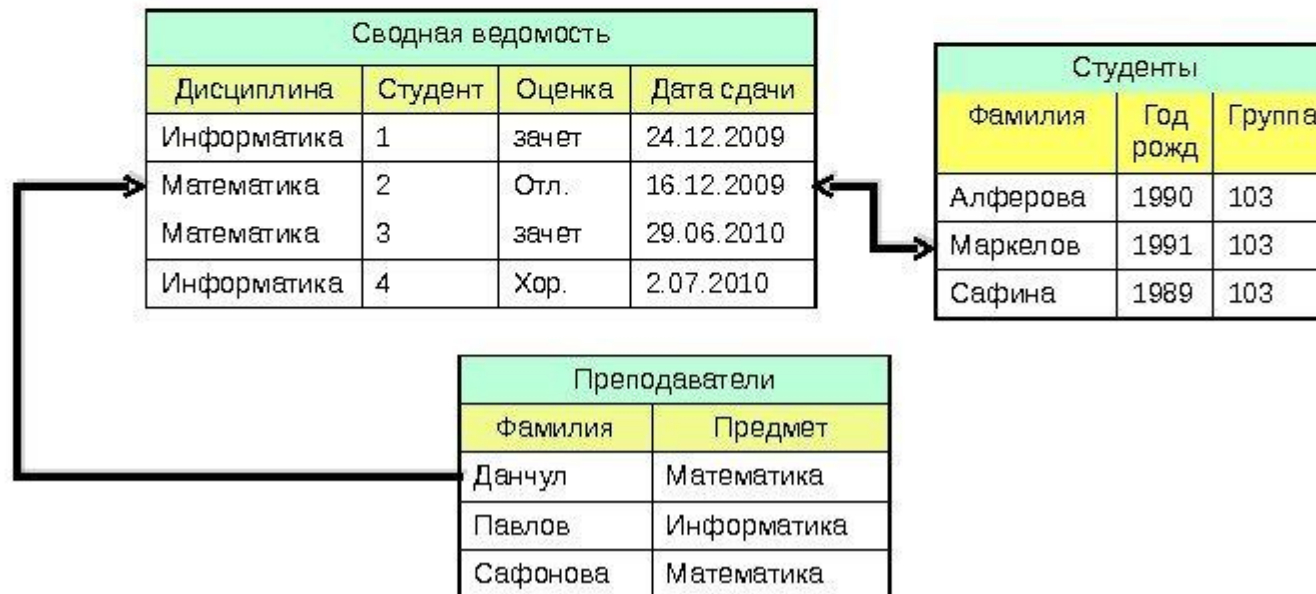 Сводная ведомость
Дисциплина Студент Оценка Дата сдачи
Информатика 1 зачет 24.12.2009
Математика 2 Отл. 16.12.2009
Математика 3 зачет 29.06.2010
Информатика 4 Хор. 2.07.2010
Студенты
Фамилия Год рожд Группа
Алферова 1990 103
Маркелов 1991 103
Сафина 1989 103
Преподаватели
Фамилия Предмет
Данчул Математика
Павлов Информатика
Сафонова Математика